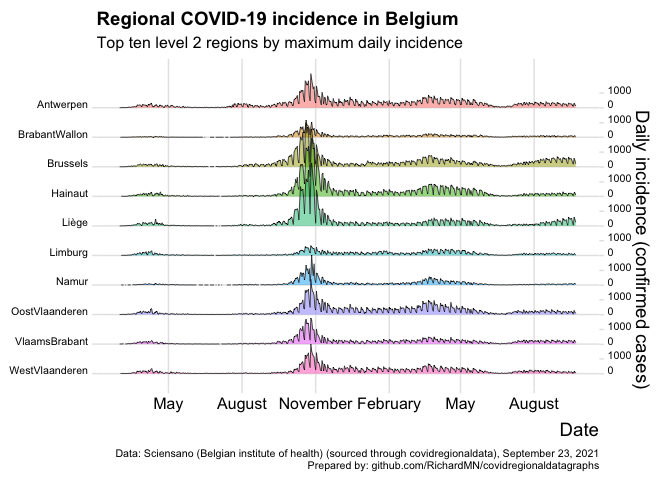 Regional COVID-19 incidence in Belgium
Top ten level 2 regions by maximum daily incidence
Antwerpen
1000
0
BrabantWallon
1000
0
Brussels
1000
0
Hainaut
1000
0
Liège
1000
0
Limburg
1000
0
Namur
1000
0
OostVlaanderen
1000
0
VlaamsBrabant
1000
0
WestVlaanderen
1000
0
Daily incidence (confirmed cases)
May August November February May August
Date
Data: Sciensano (Belgian institute of health) (sourced through covidregionaldata), September 23, 2021
Prepared by: github.com/RichardMN/covidregionaldatagraphs